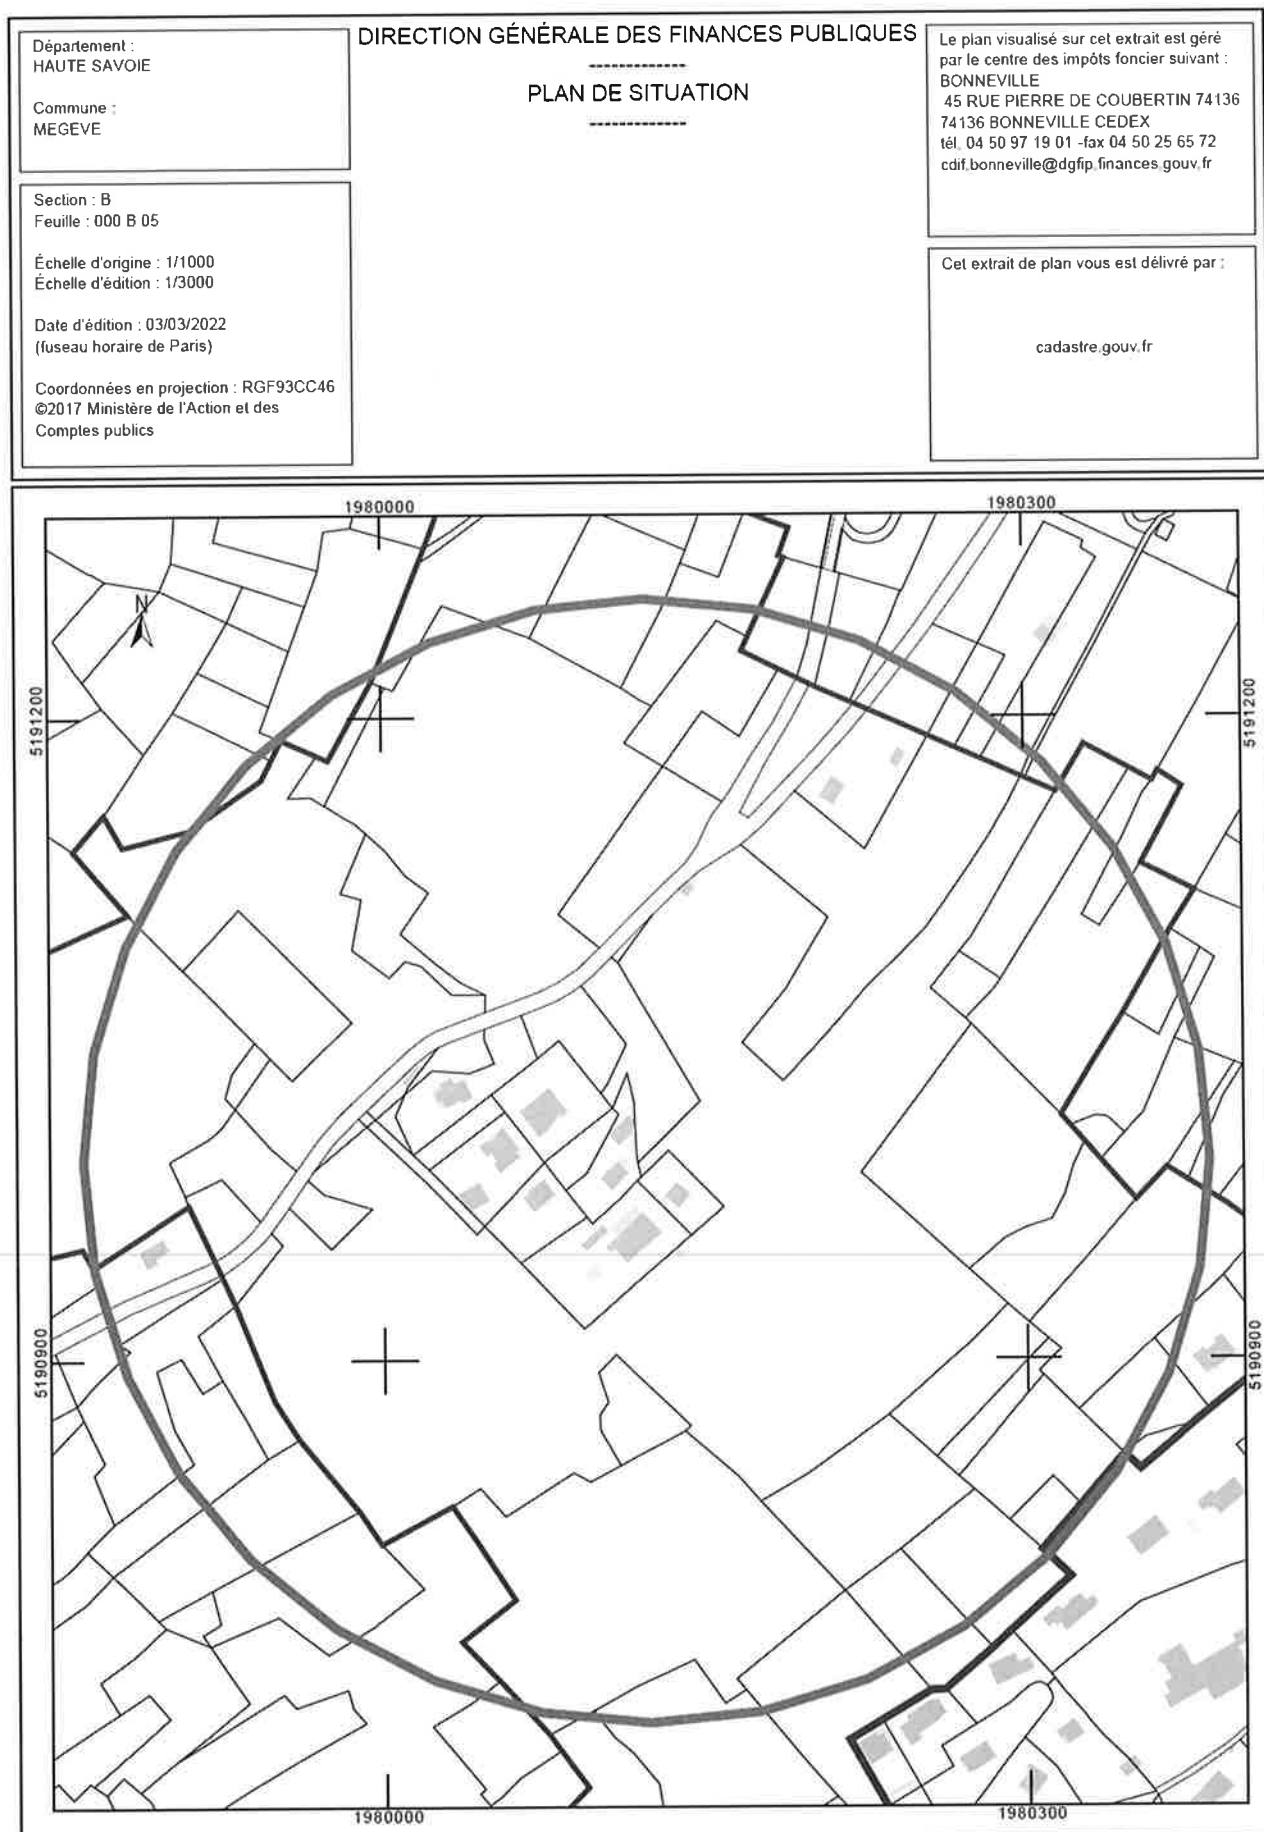 Département :
HAUTE SAVOIE
Commune :
MEGEVE
Section : B
Feuille : 000 B 05
Échelle d'origine : 1/1000
Échelle d'édition : 1/3000
Date d'édition : 03/03/2022
(fuseau horaire de Paris)
Coordonnées en projection : RGF93CC46
©2017 Ministère de l'Action et des
Comptes publics
DIRECTION GÉNÉRALE DES FINANCES PUBLIQUES
-------------
PLAN DE SITUATION
-------------
Le plan visualisé sur cet extrait est géré
par le centre des impôts foncier suivant :
BONNEVILLE
45 RUE PIERRE DE COUBERTIN 74136
74136 BONNEVILLE CEDEX
tél. 04 50 97 19 01 -fax 04 50 25 65 72
cdif.bonneville@dgfip.finances.gouv.fr
Cet extrait de plan vous est délivré par :
cadastre.gouv.fr
1980000
1980300
N
5191200
5191200
5190900
5190900
1980000
1980300